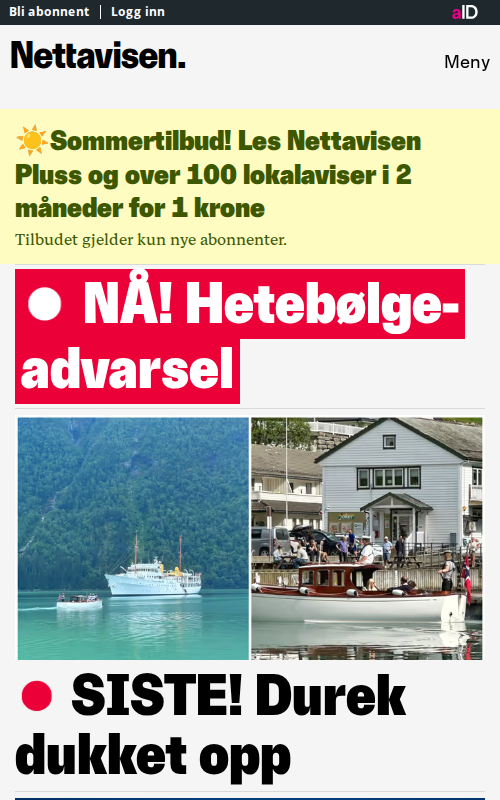 Bli abonnent | Logg inn
aID
Nettavisen.
Meny
☀️Sommertilbud! Les Nettavisen
Pluss og over 100 lokalaviser i 2
måneder for 1 krone
Tilbudet gjelder kun nye abonnenter.
NÅ! Hetebølge-
advarsel
SISTE! Durek
dukket opp